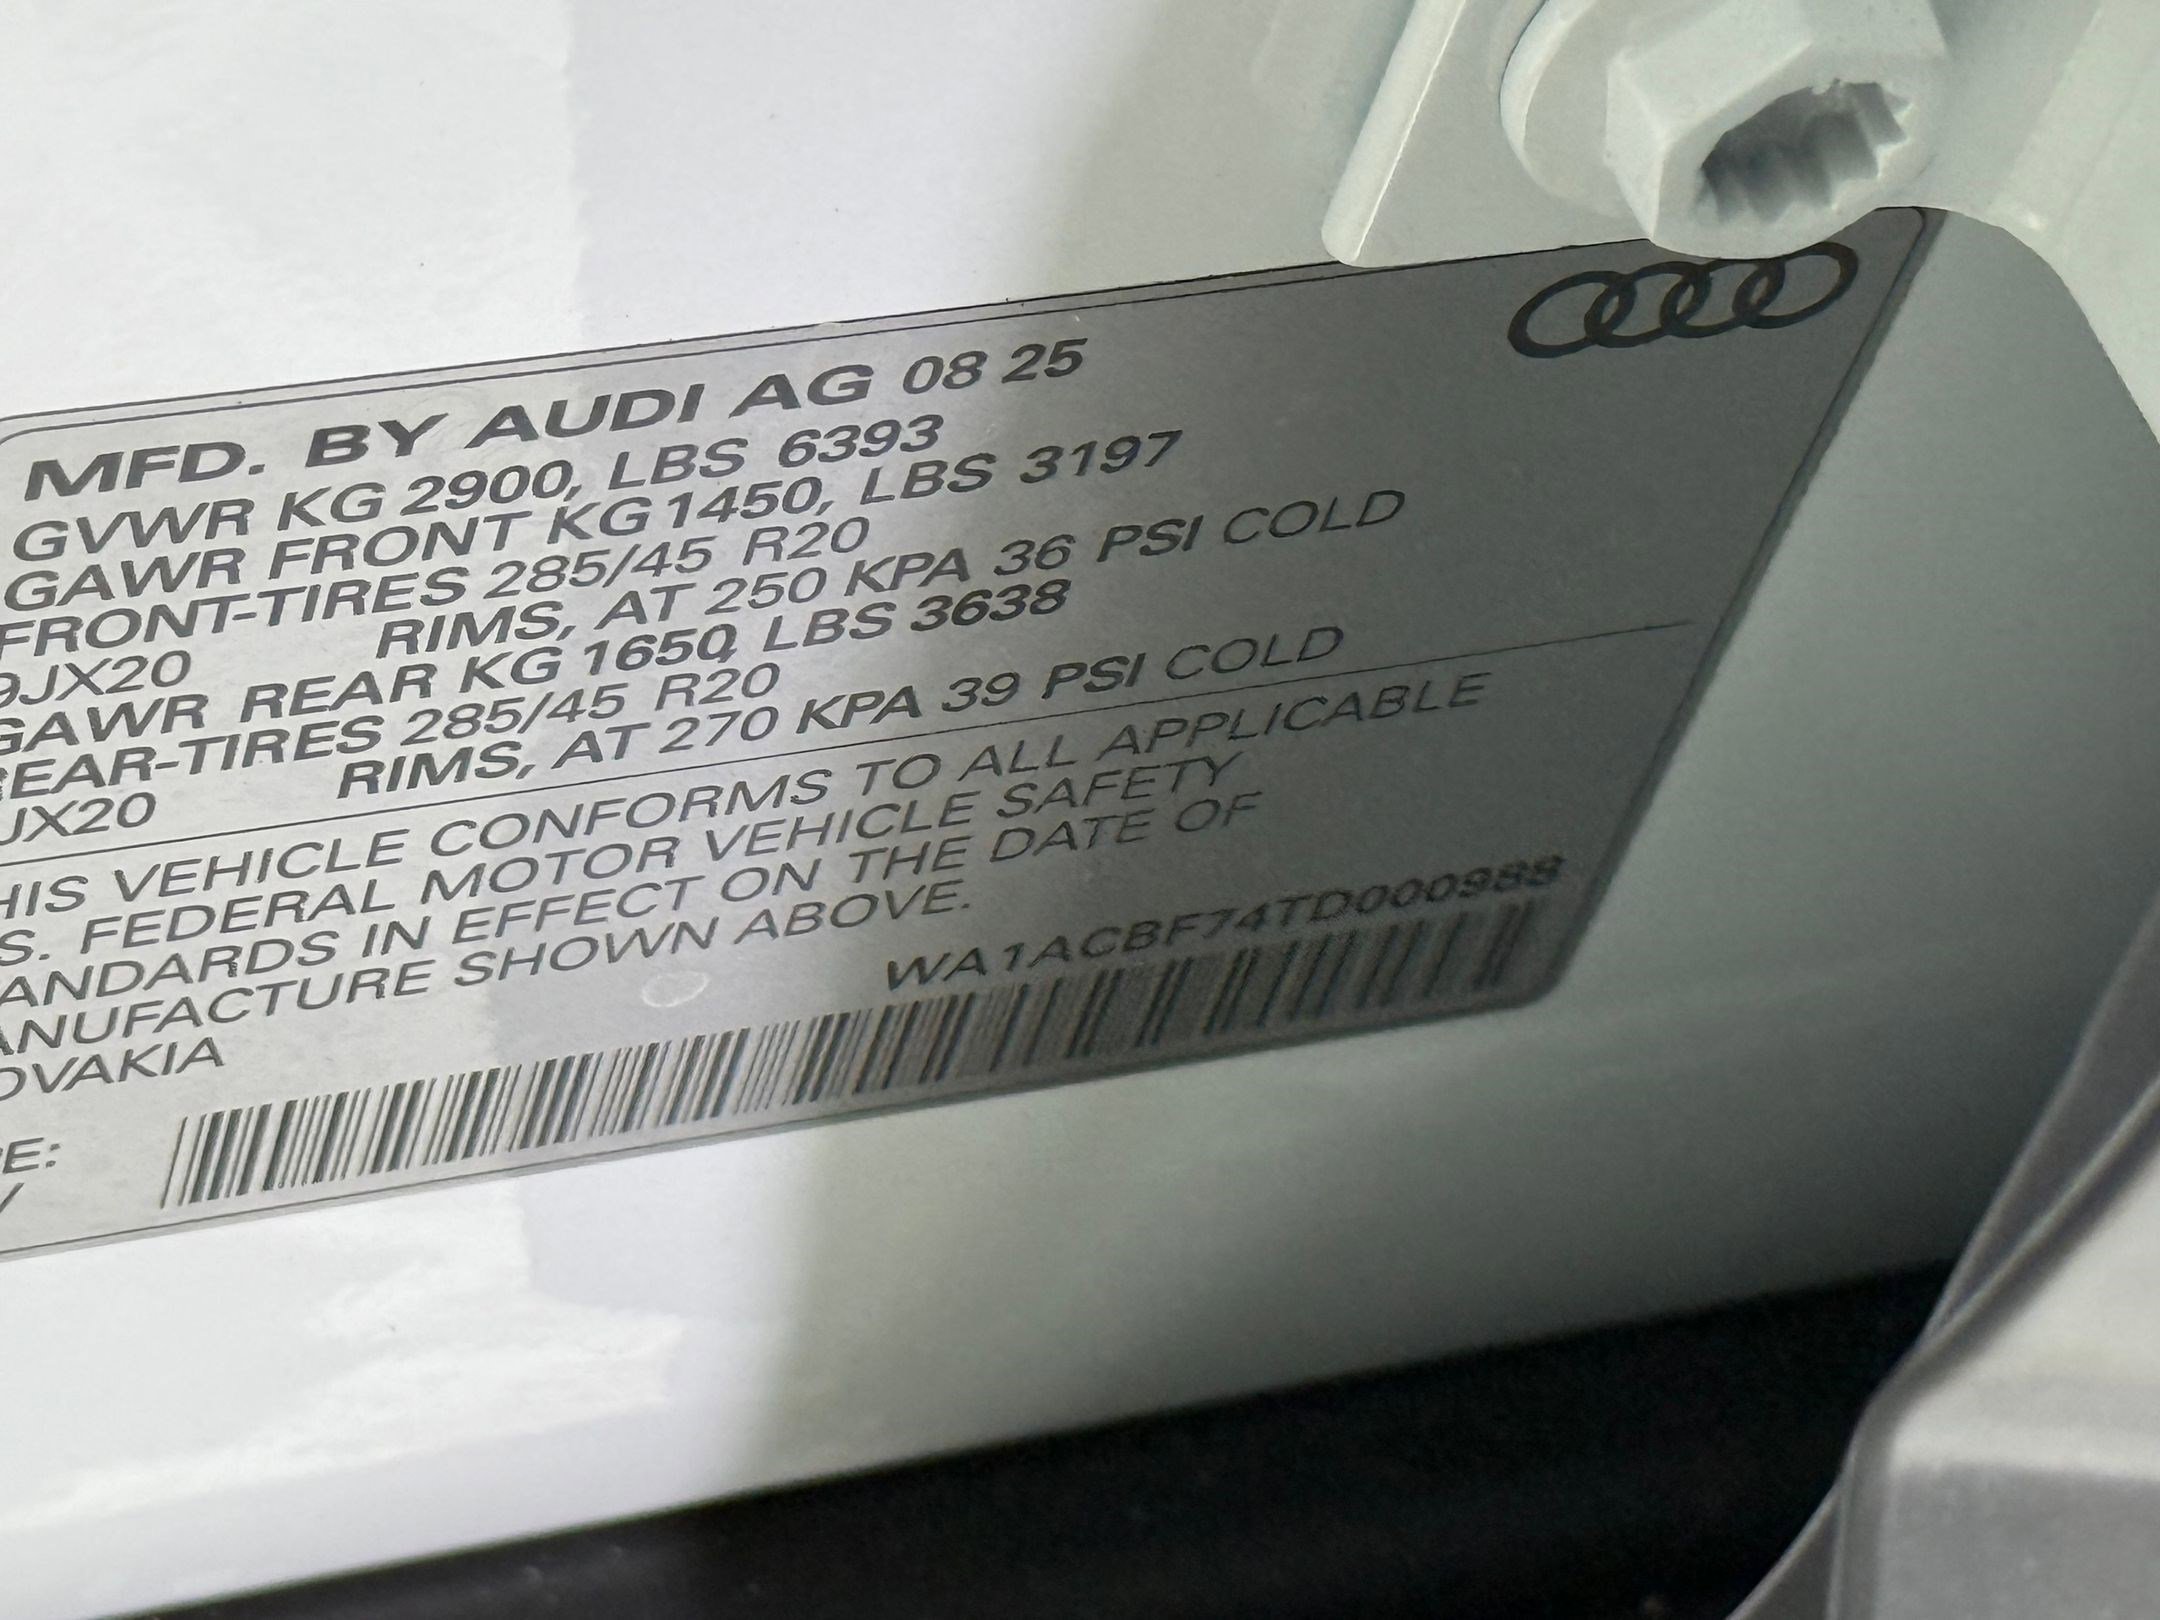 MFD. BY AUDI AG 08 25
GVWR KG 2900, LBS 6393
GAWR FRONT KG 1450, LBS 3197
FRONT-TIRES 285/45 R20
9JX20 RIMS, AT 250 KPA 36 PSI COLD
GAWR REAR KG 1650, LBS 3638
REAR-TIRES 285/45 R20
JX20 RIMS, AT 270 KPA 39 PSI COLD
HIS VEHICLE CONFORMS TO ALL APPLICABLE
S. FEDERAL MOTOR VEHICLE SAFETY
ANDARDS IN EFFECT ON THE DATE OF
ANUFACTURE SHOWN ABOVE.
OVAKIA
WA1ACBF74TD000988
E: